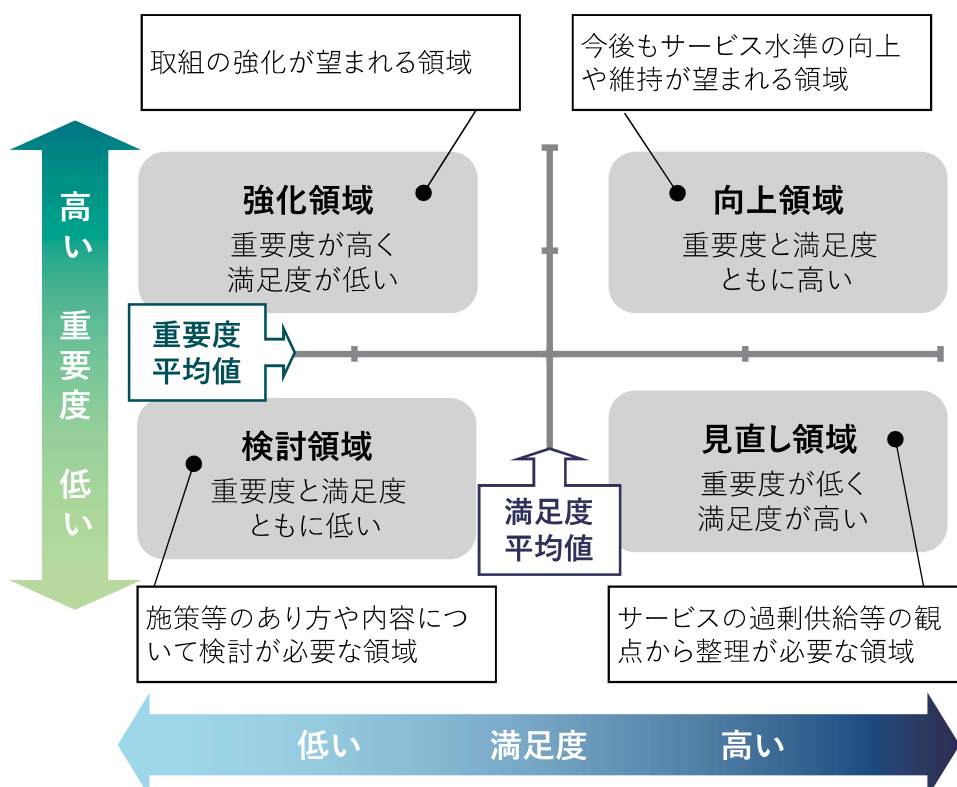 取組の強化が望まれる領域
今後もサービス水準の向上
や維持が望まれる領域
高い 重要度 低い
強化領域
重要度が高く
満足度が低い
向上領域
重要度と満足度
ともに高い
重要度
平均値
検討領域
重要度と満足度
ともに低い
満足度
平均値
見直し領域
重要度が低く
満足度が高い
施策等のあり方や内容につ
いて検討が必要な領域
サービスの過剰供給等の観
点から整理が必要な領域
低い 満足度 高い